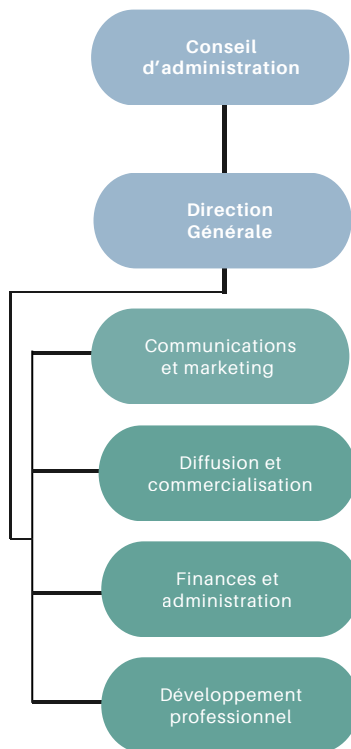 Conseil
d’administration
Direction
Générale
Communications
et marketing
Diffusion et
commercialisation
Finances et
administration
Développement
professionnel